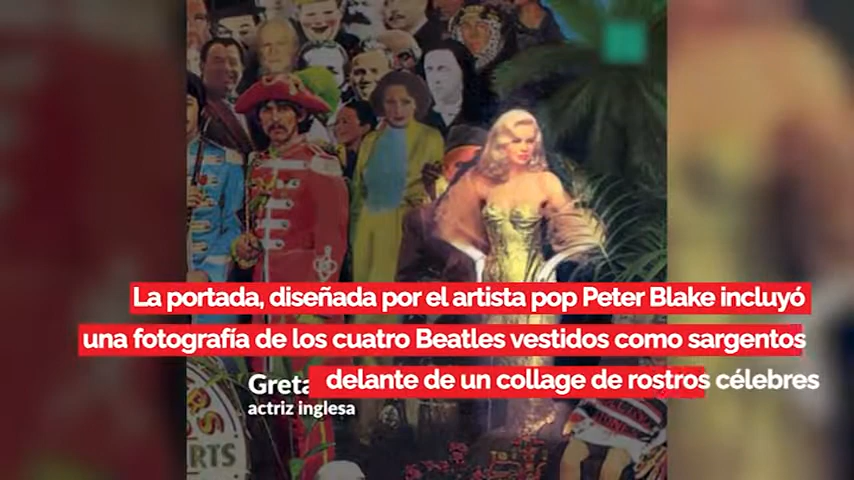 La portada, diseñada por el artista pop Peter Blake incluyó
una fotografía de los cuatro Beatles vestidos como sargentos
delante de un collage de rostros célebres
Greta
actriz inglesa